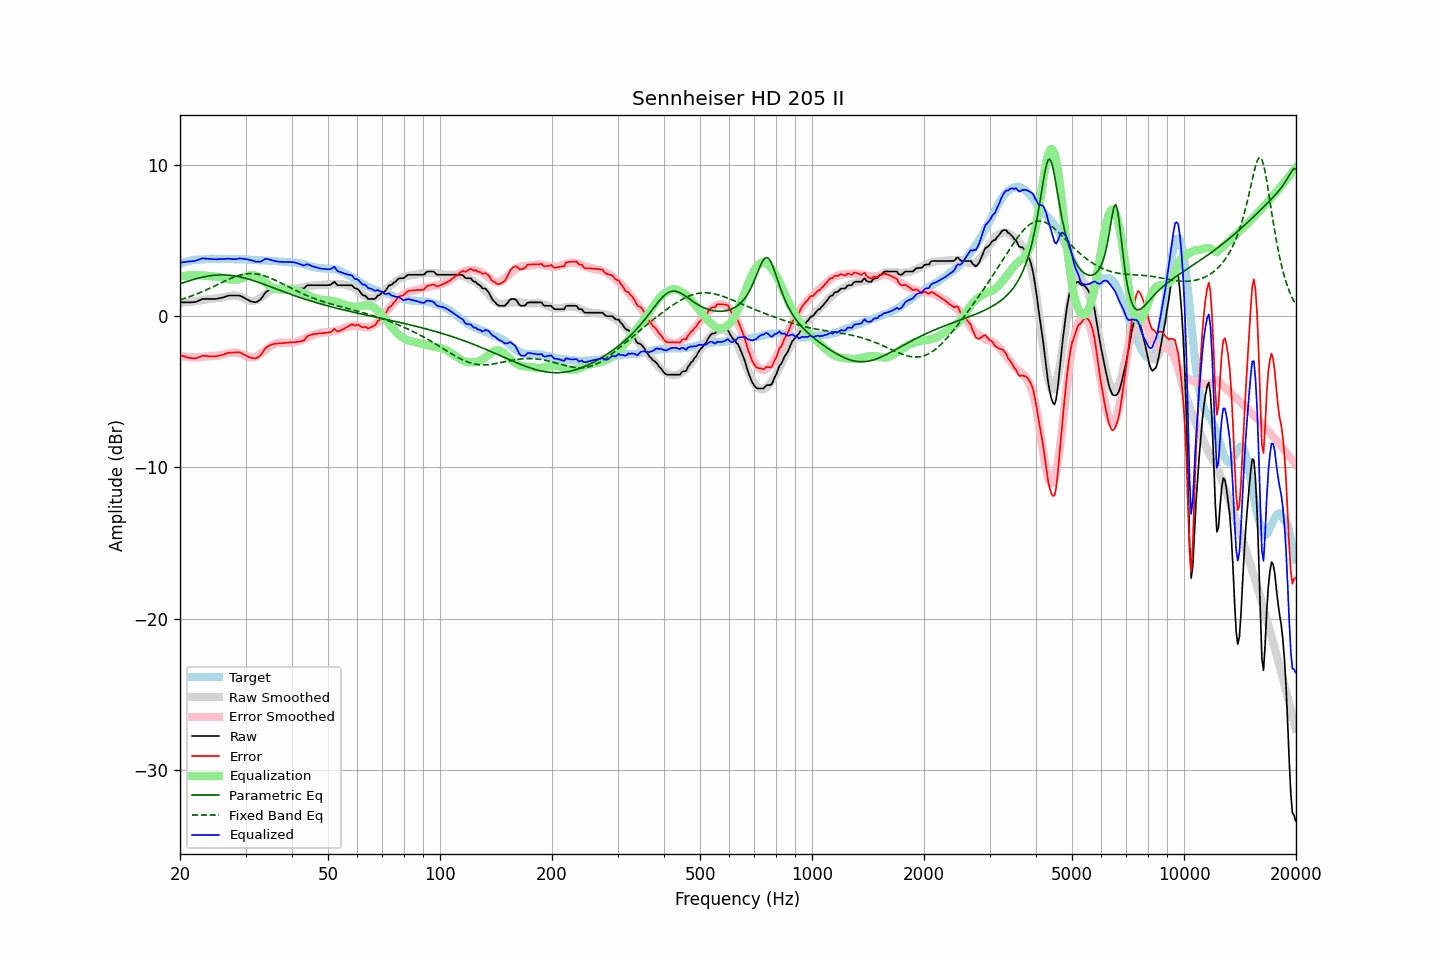 Sennheiser HD 205 II
Amplitude (dBr)
10
0
−10
−20
−30
Target
Raw Smoothed
Error Smoothed
Raw
Error
Equalization
Parametric Eq
Fixed Band Eq
Equalized
20 50 100 200 500 1000 2000 5000 10000 20000
Frequency (Hz)